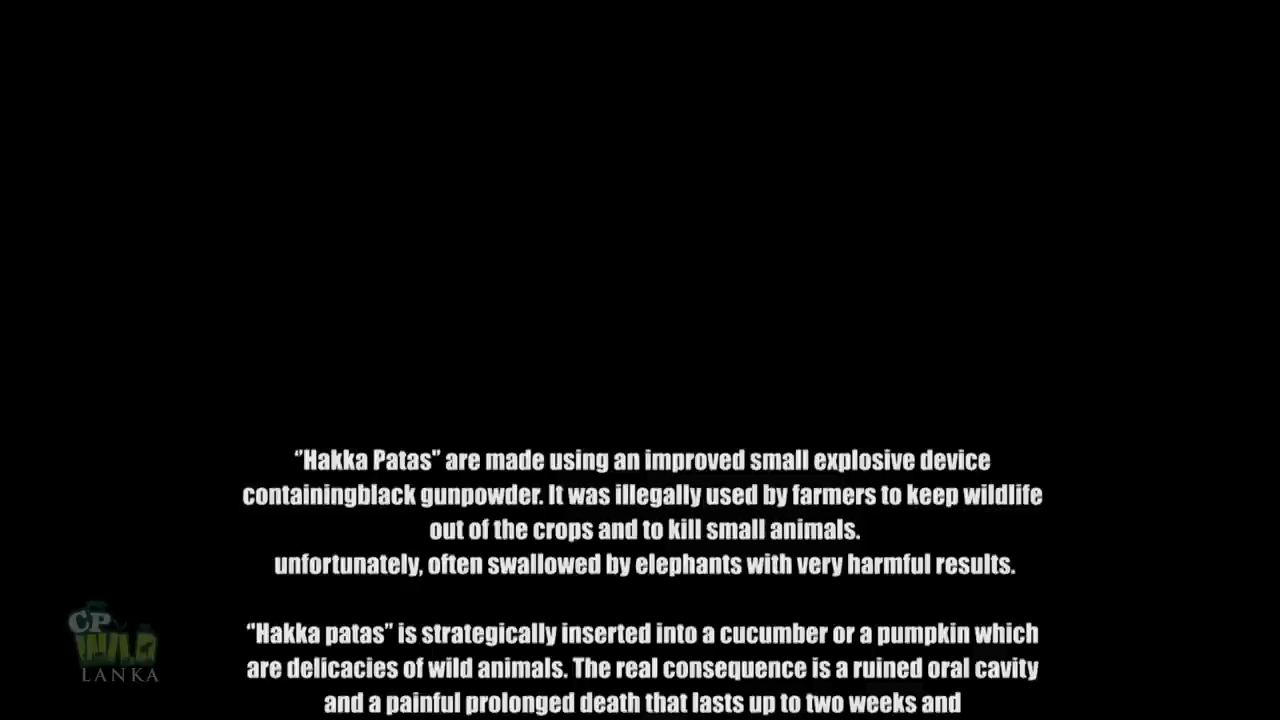 ‘’Hakka Patas’’ are made using an improved small explosive device
containingblack gunpowder. It was illegally used by farmers to keep wildlife
out of the crops and to kill small animals.
unfortunately, often swallowed by elephants with very harmful results.
‘’Hakka patas’’ is strategically inserted into a cucumber or a pumpkin which
are delicacies of wild animals. The real consequence is a ruined oral cavity
and a painful prolonged death that lasts up to two weeks and
CP
WILD
LANKA